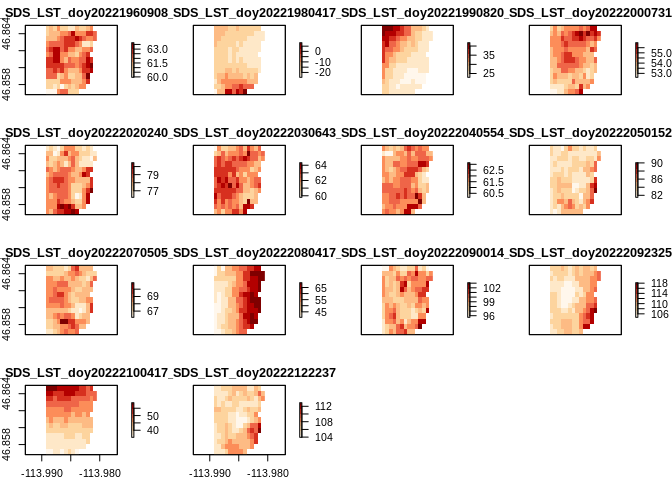 SDS_LST_doy20221960908_SDS_LST_doy20221980417_SDS_LST_doy20221990820_SDS_LST_doy20222000731
46.864 46.858 63.0 61.5 60.0 0 -10 -20 35 25 55.0 54.0 53.0
SDS_LST_doy20222020240_SDS_LST_doy20222030643_SDS_LST_doy20222040554_SDS_LST_doy20222050152
46.864 46.858 79 77 64 62 60 62.5 61.5 60.5 90 86 82
SDS_LST_doy20222070505_SDS_LST_doy20222080417_SDS_LST_doy20222090014_SDS_LST_doy20222092325
46.864 46.858 69 67 65 55 45 102 99 96 118 114 110 106
SDS_LST_doy20222100417_SDS_LST_doy20222122237
46.864 46.858 50 40 112 108 104
-113.990 -113.980 -113.990 -113.980